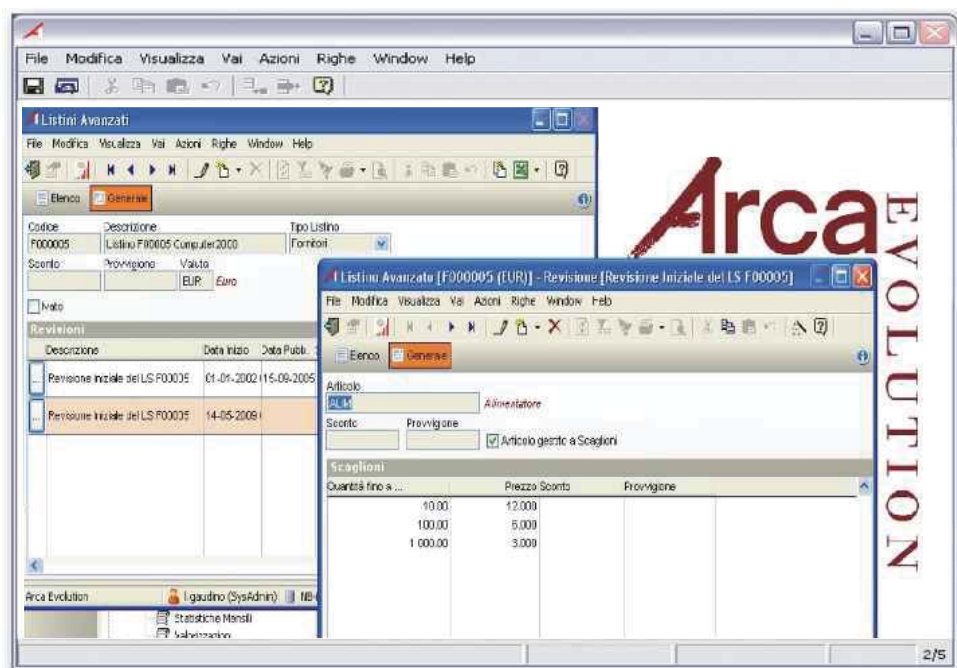 File Modifica Visualizza Vai Azioni Righe Window Help
Listini Avanzati
File Modifica Visualizza Vai Azioni Righe Window Help
Elenco Generale
Codice Descrizione Tipo Listino
F000005 Listino F00005 Computer2000 Fornitori
Sconto Provvigione Valuta
EUR Euro
Ivato
Revisioni
Descrizione Data Inizio Data Pubb.
... Revisione Iniziale del LS F00005 01-01-2002 15-09-2005
... Revisione Iniziale del LS F00005 14-05-2009
Arca Evolution l.gaudino (SysAdmin) NB-
Statistiche Mensili
Valorizzazion
Arca
EVOLUTION
Listino Avanzato [F000005 (EUR)] - Revisione [Revisione Iniziale del LS F00005]
File Modifica Visualizza Vai Azioni Righe Window Help
Elenco Generale
Articolo
ALIM Alimentatore
Sconto Provvigione
Articolo gestito a Scaglioni
Scaglioni
Quantità fino a ... Prezzo Sconto Provvigione
10.00 12.000
100.00 6.000
1 000.00 3.000
2/5